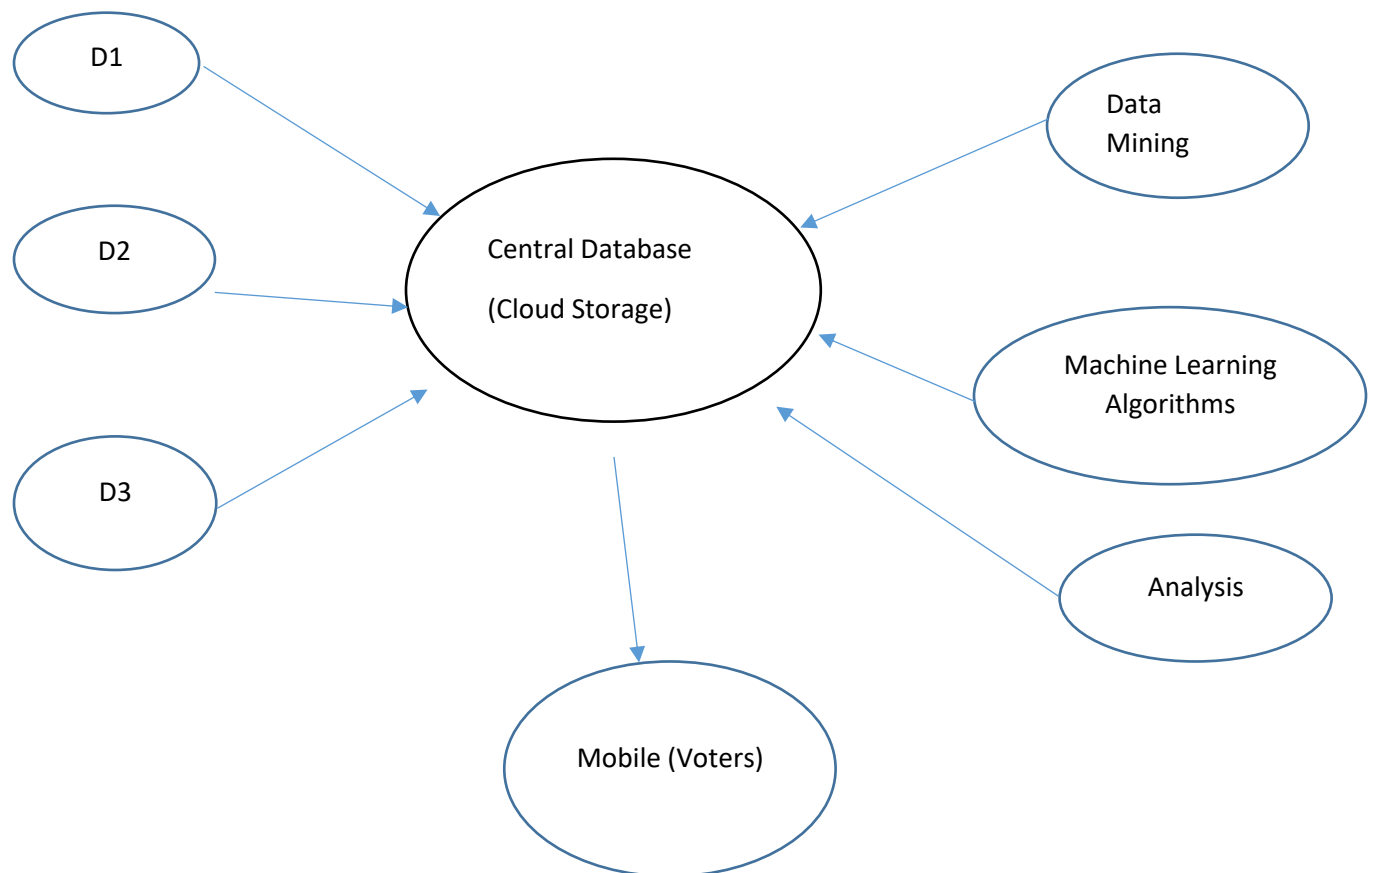 D1
Data
Mining
D2
Central Database
(Cloud Storage)
Machine Learning
Algorithms
D3
Analysis
Mobile (Voters)